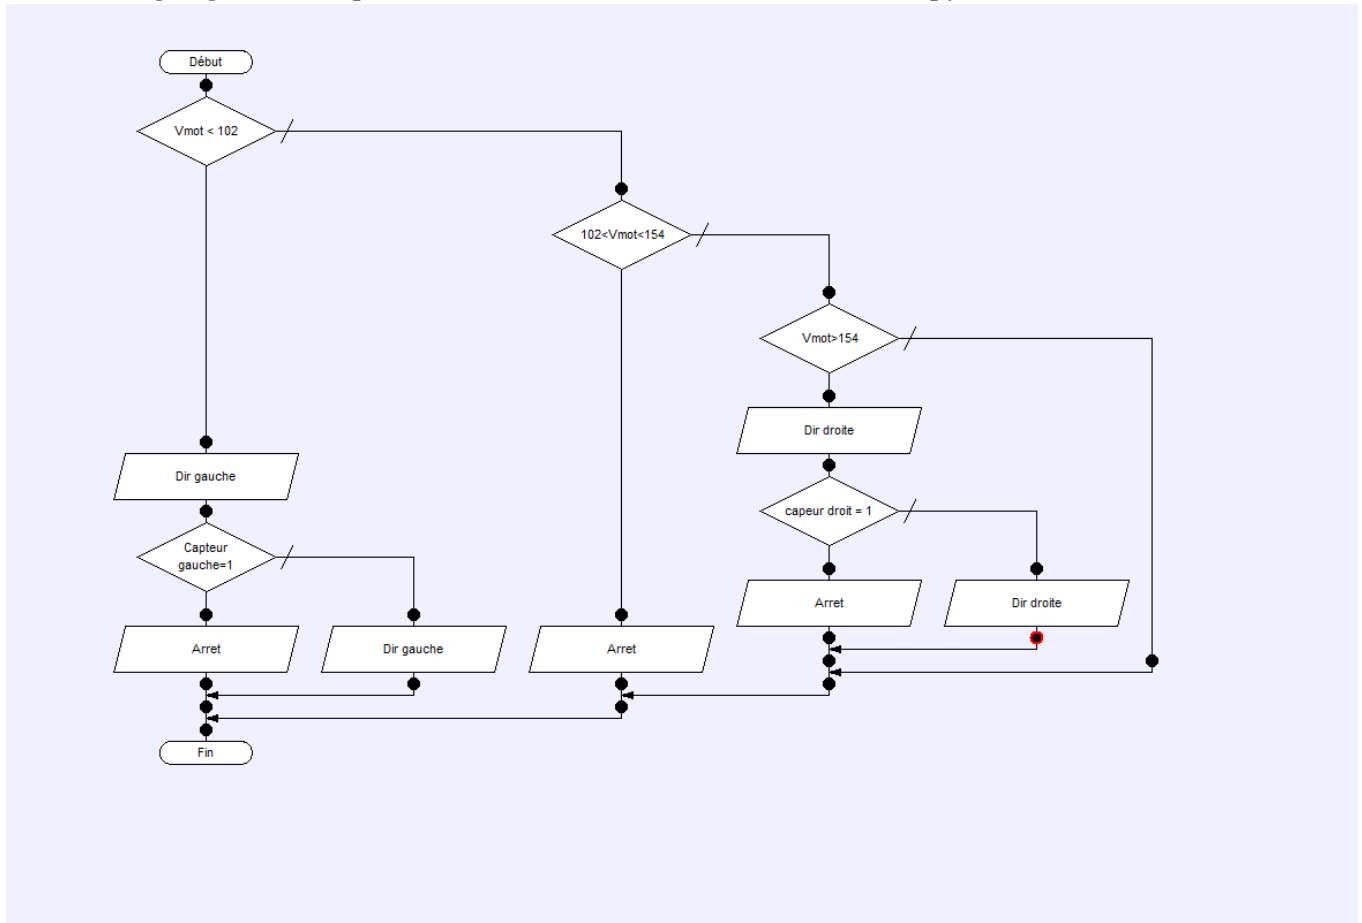 Début
Vmot < 102
102<Vmot<154
Vmot>154
Dir droite
Dir gauche
capeur droit = 1
Capteur
gauche=1
Arret
Dir droite
Arret
Dir gauche
Arret
Fin